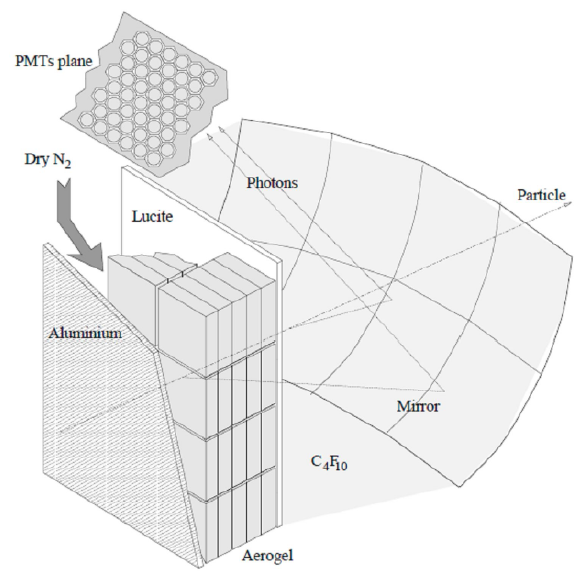 PMTs plane
Dry N2
Photons
Particle
Lucite
Aluminium
Mirror
C4F10
Aerogel